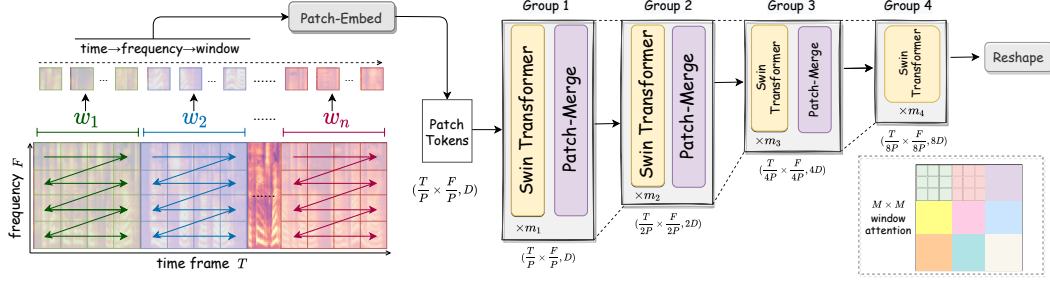 Patch-Embed
time→frequency→window
... ... ...... ...
w₁ w₂ ...... wₙ
......
frequency F
time frame T
Patch
Tokens
(T/P × F/P, D)
Group 1
Swin Transformer
Patch-Merge
×m₁
(T/P × F/P, D)
Group 2
Swin Transformer
Patch-Merge
×m₂
(T/2P × F/2P, 2D)
Group 3
Swin
Transformer
Patch-Merge
×m₃
(T/4P × F/4P, 4D)
Group 4
Swin
Transformer
×m₄
(T/8P × F/8P, 8D)
Reshape
M × M
window
attention